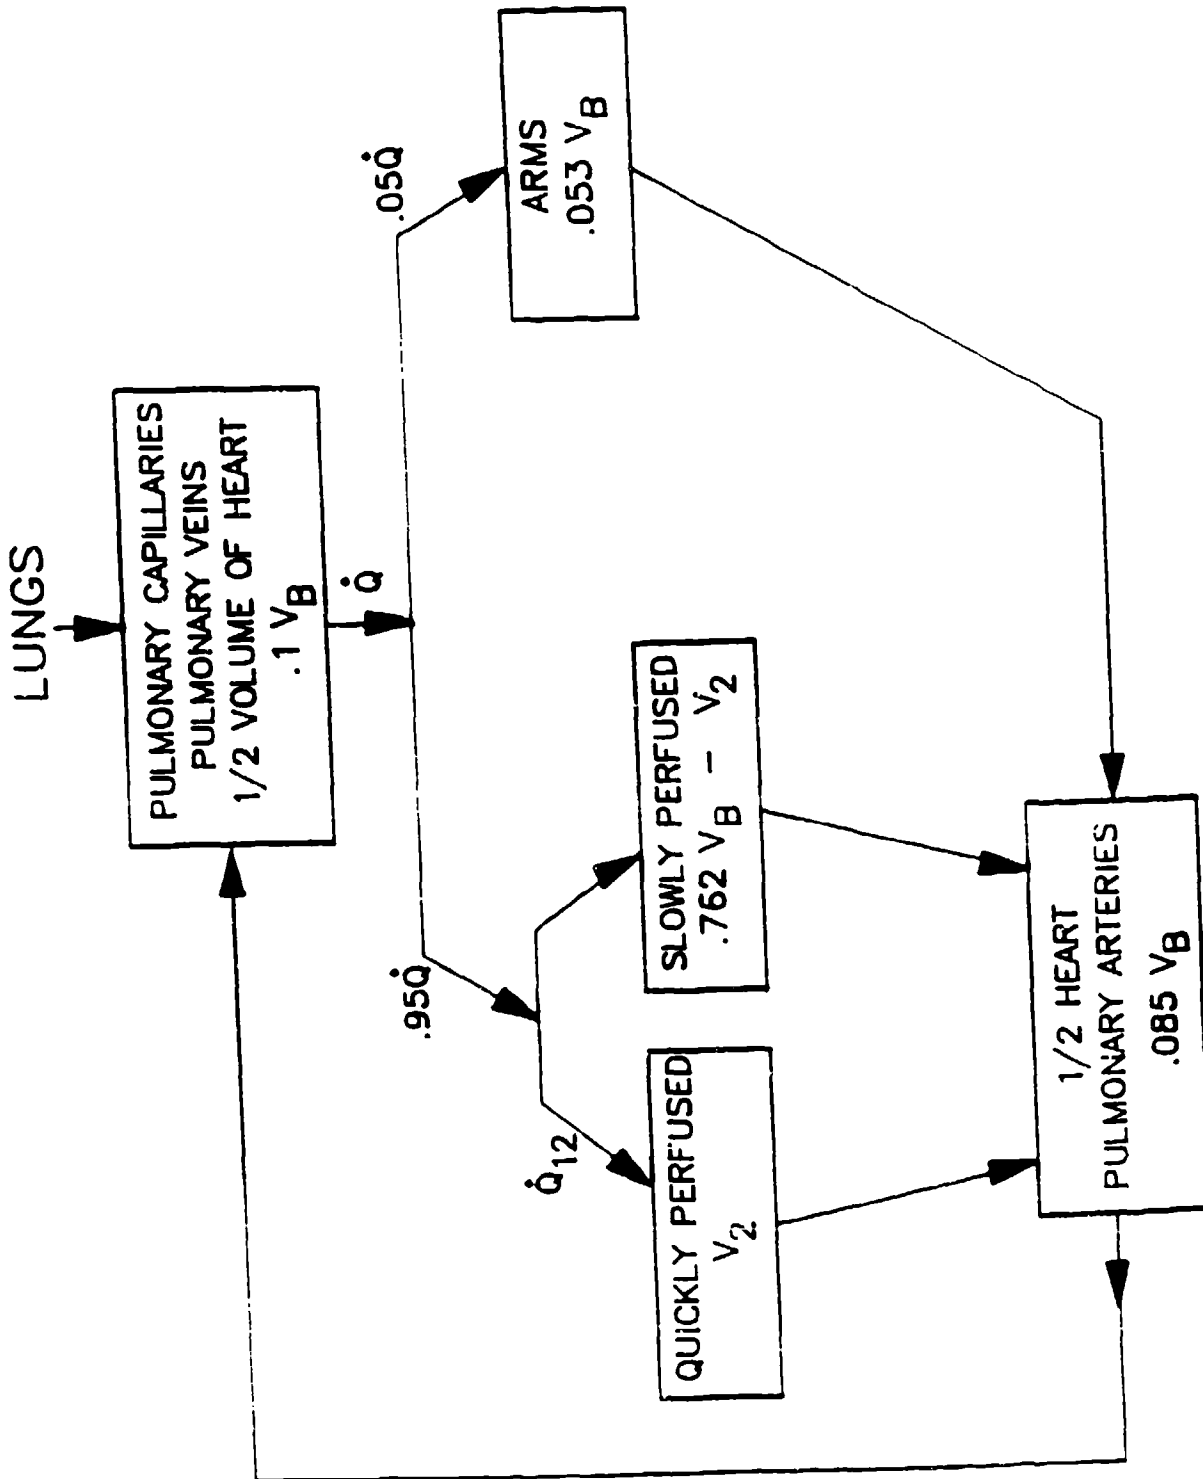 LUNGS
PULMONARY CAPILLARIES
PULMONARY VEINS
1/2 VOLUME OF HEART
.1 V_B
Q̇
.95Q̇
.05Q̇
Q̇_12
QUICKLY PERFUSED
V_2
SLOWLY PERFUSED
.762 V_B - V_2
ARMS
.053 V_B
1/2 HEART
PULMONARY ARTERIES
.085 V_B